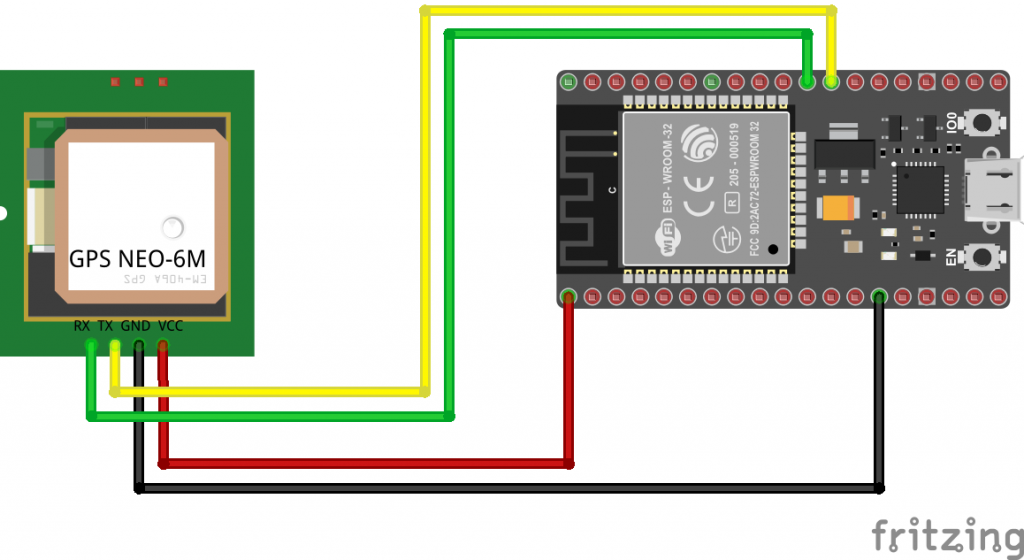 GPS NEO-6M
EM-406A GPS
RX TX GND VCC
WiFi
ESP - WROOM-32
CE
R
205 - 000519
FCC 9D:2AC72-ESPWROOM 32
C
IO0
EN
fritzing